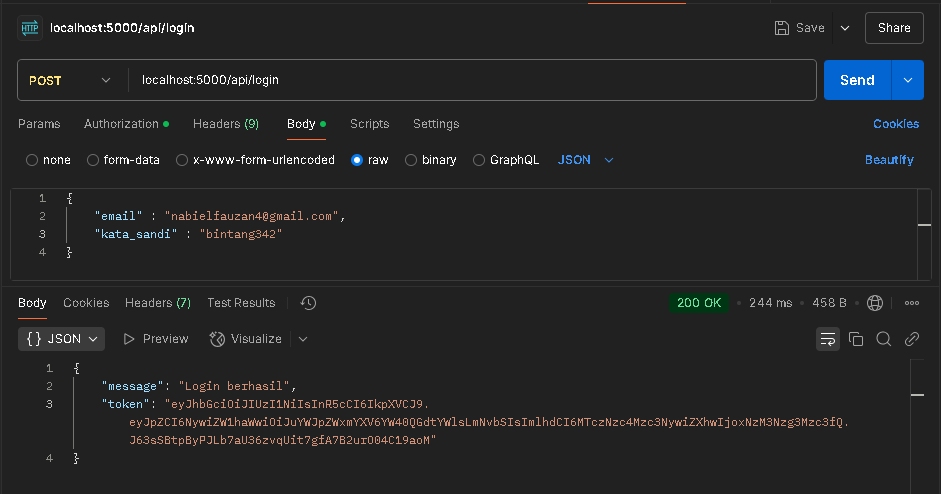 HTTP localhost:5000/api/login Save Share
POST localhost:5000/api/login Send
Params Authorization Headers (9) Body Scripts Settings Cookies
none form-data x-www-form-urlencoded raw binary GraphQL JSON Beautify
1 {
2 "email" : "nabielfauzan4@gmail.com",
3 "kata_sandi" : "bintang342"
4 }
Body Cookies Headers (7) Test Results 200 OK • 244 ms • 458 B
{} JSON Preview Visualize
1 {
2 "message": "Login berhasil",
3 "token": "eyJhbGciOiJIUzI1NiIsInR5cCI6IkpXVCJ9.
eyJpZCI6NywiZW1haWwiOiJuYWJpZWxmYXV6YW40QGdtYWlsLmNvbSIsImlhdCI6MTczNzc4Mzc3NywiZXhwIjoxNzM3Nzg3Mzc3fQ.
J63sSBtpByPJLb7aU36zvqUit7gfA7B2urO04C19aoM"
4 }